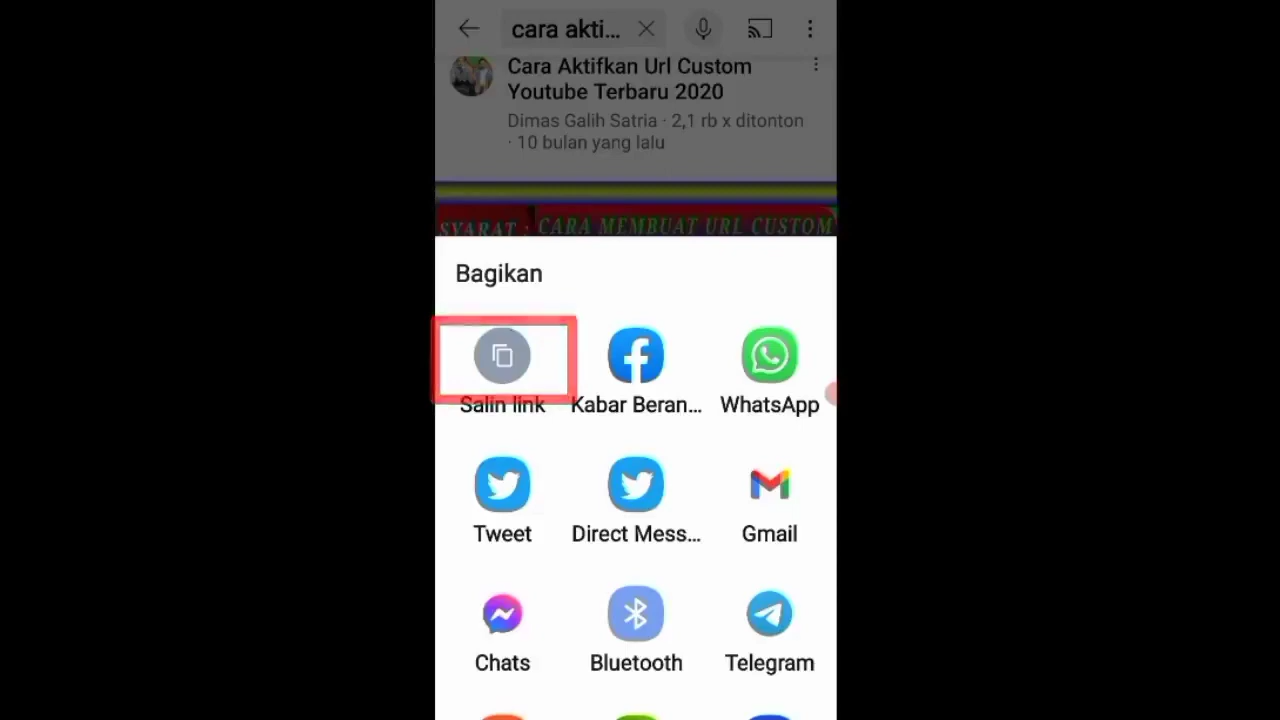 cara akti...
Cara Aktifkan Url Custom
Youtube Terbaru 2020
Dimas Galih Satria · 2,1 rb x ditonton
· 10 bulan yang lalu
SYARAT : CARA MEMBUAT URL CUSTOM
Bagikan
Salin link
Kabar Beran...
WhatsApp
Tweet
Direct Mess...
Gmail
Chats
Bluetooth
Telegram